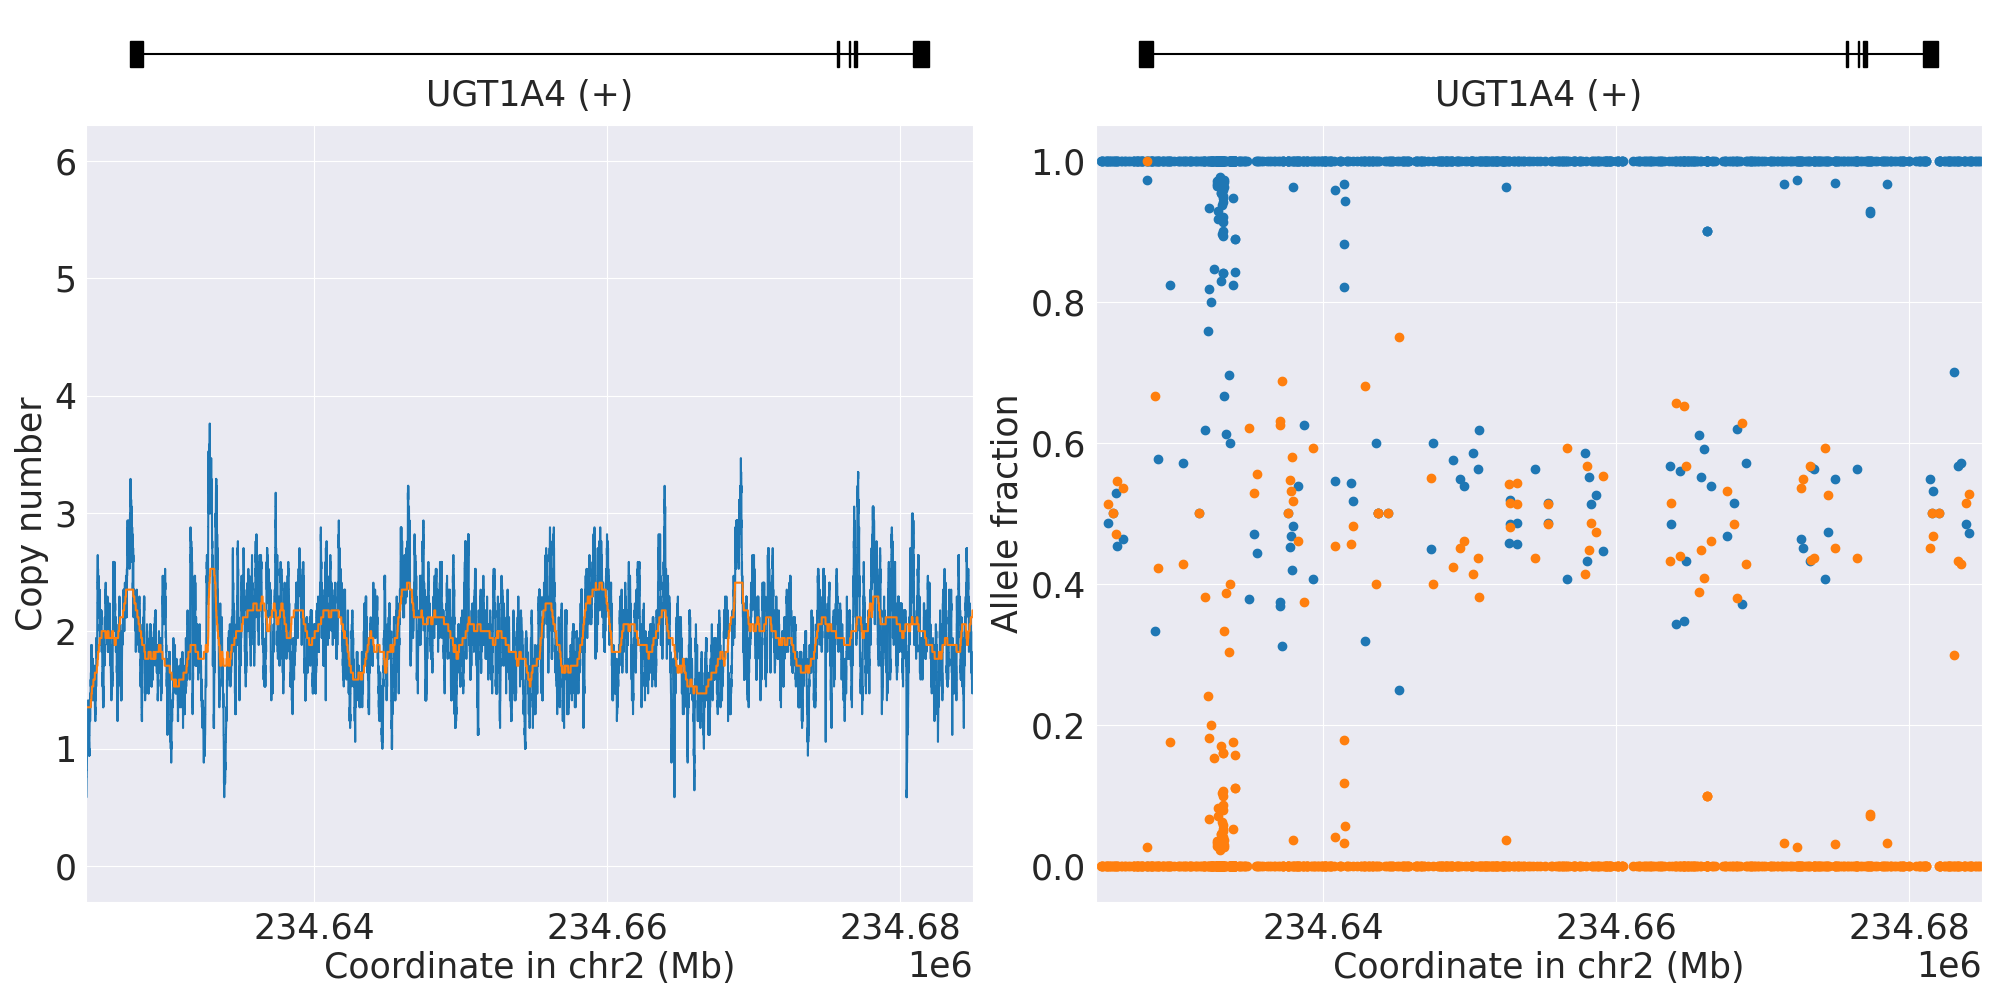 UGT1A4 (+)
6
5
4
3
2
1
0
Copy number
234.64
234.66
234.68
Coordinate in chr2 (Mb)
1e6
UGT1A4 (+)
1.0
0.8
0.6
0.4
0.2
0.0
Allele fraction
234.64
234.66
234.68
Coordinate in chr2 (Mb)
1e6